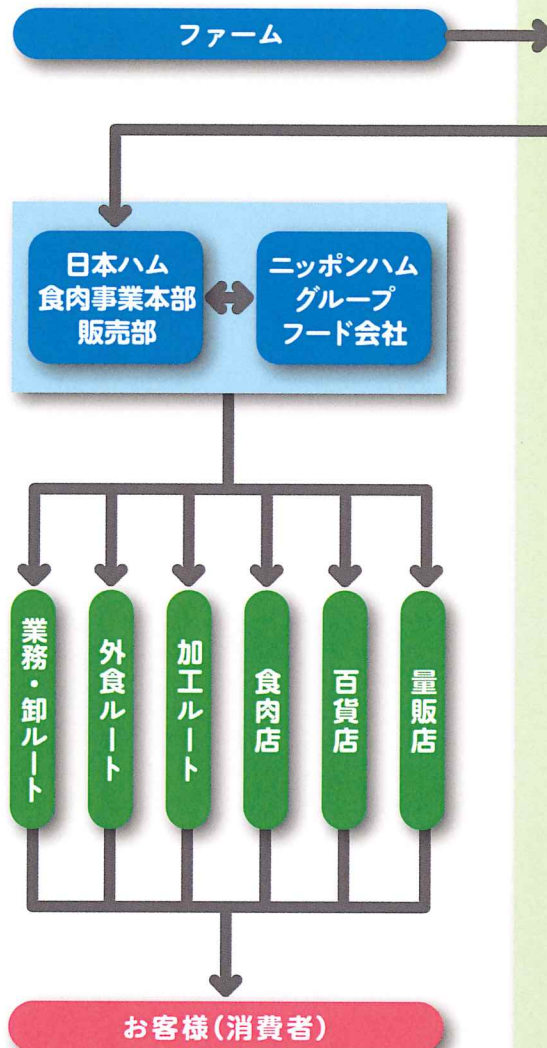 ファーム
日本ハム
食肉事業本部
販売部
ニッポンハム
グループ
フード会社
業務・卸ルート
外食ルート
加工ルート
食肉店
百貨店
量販店
お客様(消費者)